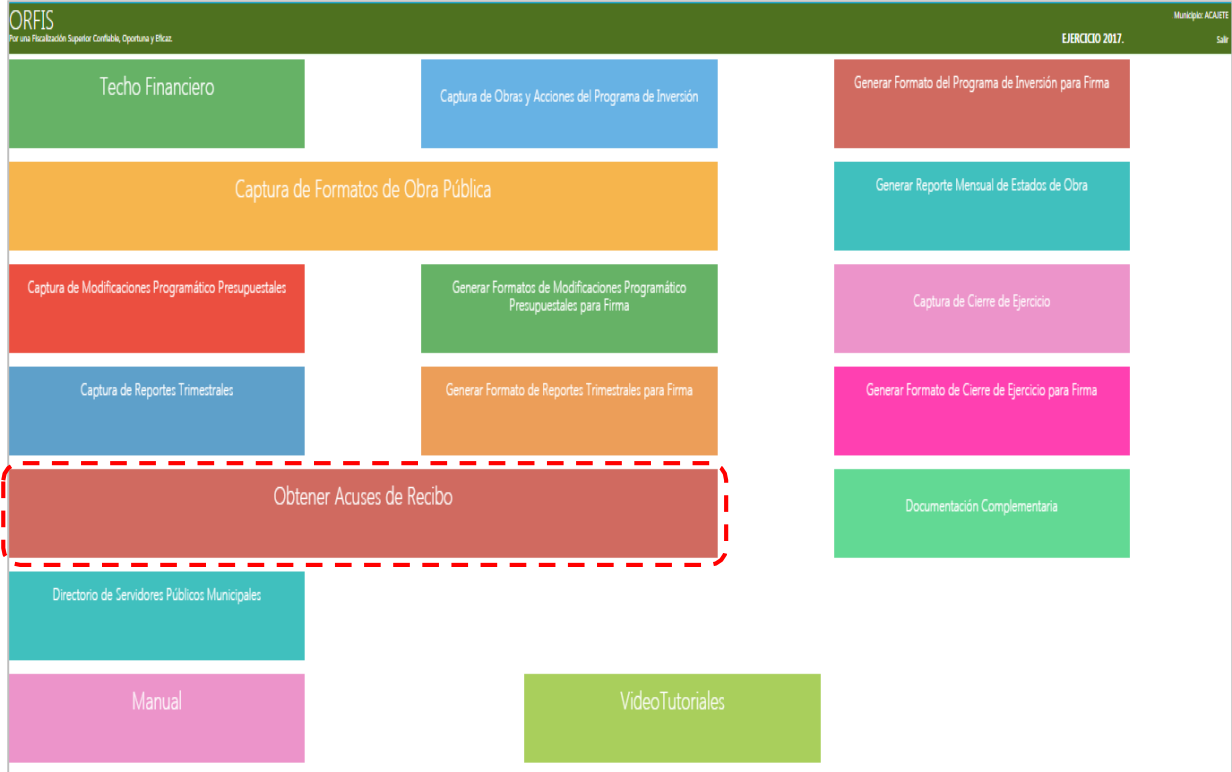 ORFIS
Por una Fiscalización Superior Confiable, Oportuna y Eficaz.
Municipio: ACAJETE
EJERCICIO 2017.
Salir
Techo Financiero
Captura de Obras y Acciones del Programa de Inversión
Generar Formato del Programa de Inversión para Firma
Captura de Formatos de Obra Pública
Generar Reporte Mensual de Estados de Obra
Captura de Modificaciones Programático Presupuestales
Generar Formatos de Modificaciones Programático
Presupuestales para Firma
Captura de Cierre de Ejercicio
Captura de Reportes Trimestrales
Generar Formato de Reportes Trimestrales para Firma
Generar Formato de Cierre de Ejercicio para Firma
Obtener Acuses de Recibo
Documentación Complementaria
Directorio de Servidores Públicos Municipales
Manual
VideoTutoriales